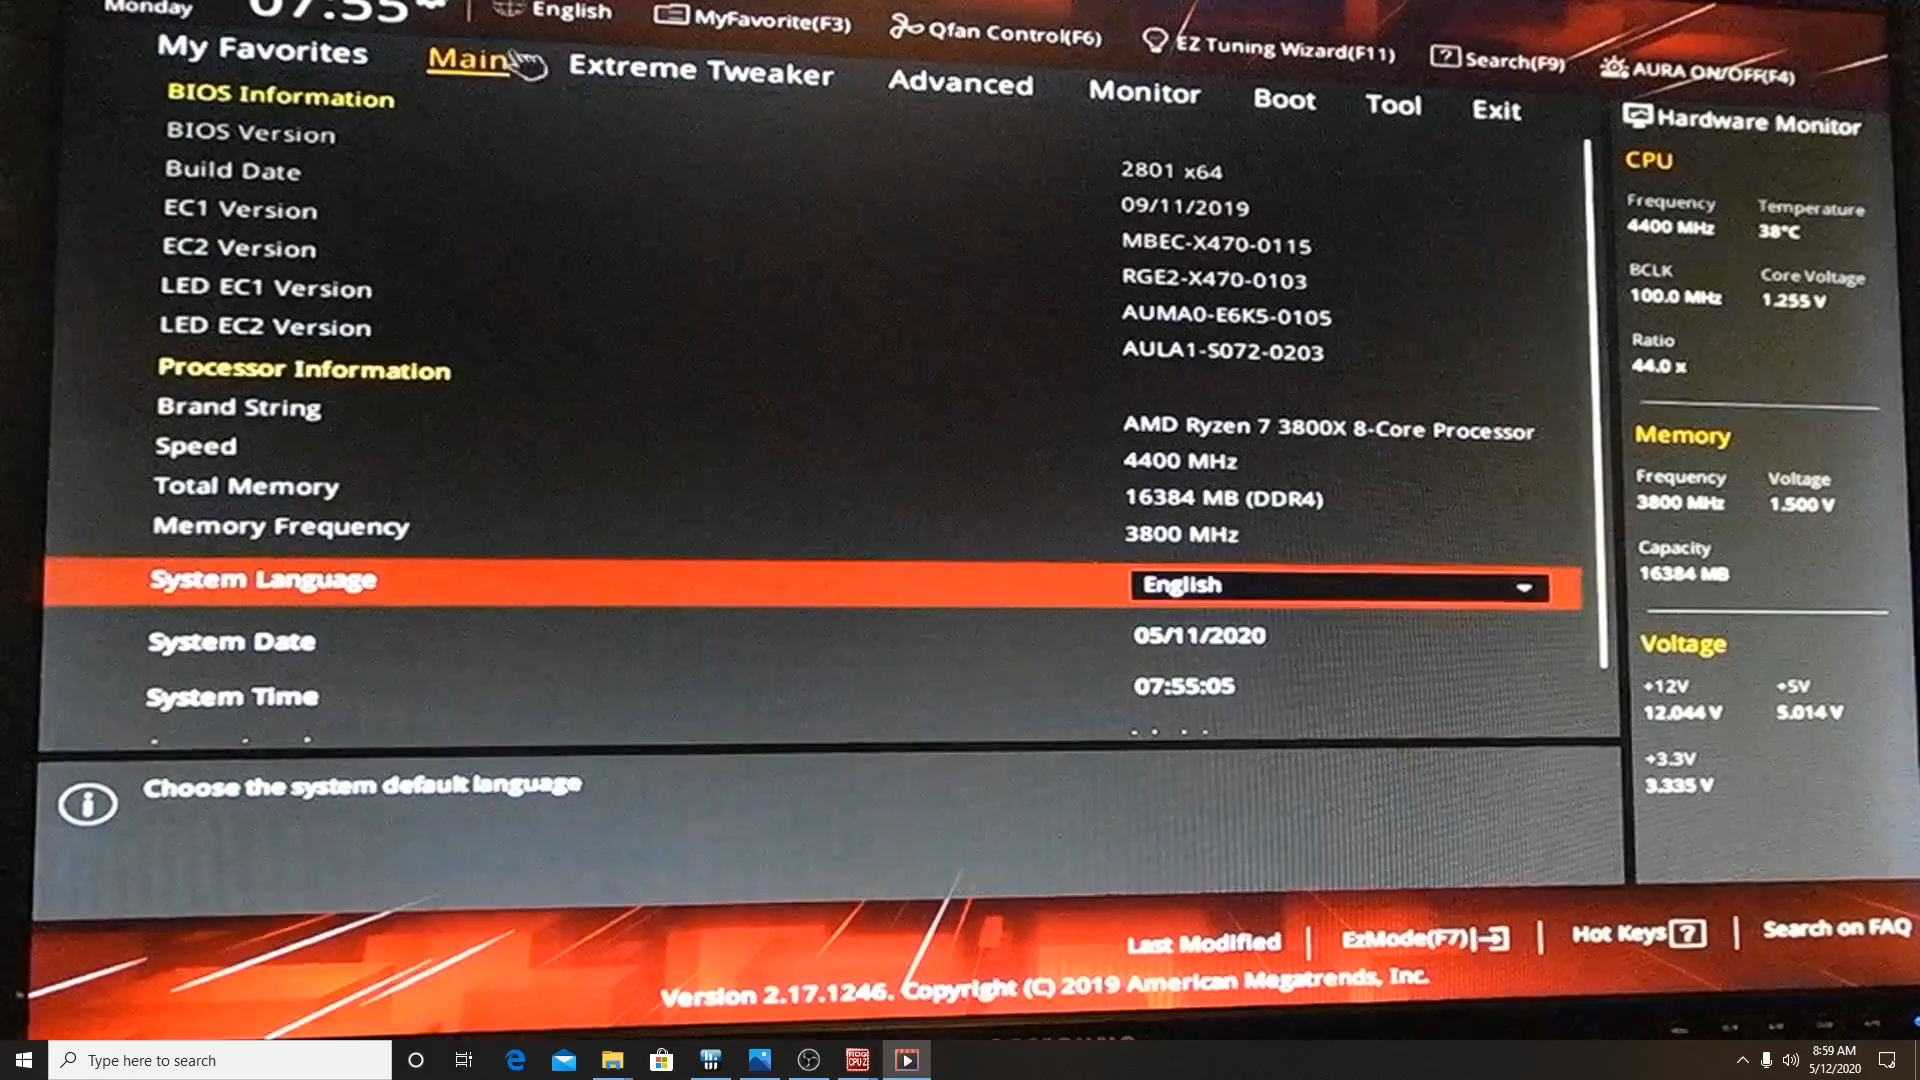 Monday 07:55 English MyFavorite(F3) Qfan Control(F6) EZ Tuning Wizard(F11) Search(F9) AURA ON/OFF(F4)
My Favorites Main Extreme Tweaker Advanced Monitor Boot Tool Exit
BIOS Information
BIOS Version 2801 x64
Build Date 09/11/2019
EC1 Version MBEC-X470-0115
EC2 Version RGE2-X470-0103
LED EC1 Version AUMA0-E6K5-0105
LED EC2 Version AULA1-S072-0203
Processor Information
Brand String AMD Ryzen 7 3800X 8-Core Processor
Speed 4400 MHz
Total Memory 16384 MB (DDR4)
Memory Frequency 3800 MHz
System Language English
System Date 05/11/2020
System Time 07:55:05
Choose the system default language
Hardware Monitor
CPU
Frequency Temperature
4400 MHz 38°C
BCLK Core Voltage
100.0 MHz 1.255 V
Ratio
44.0 x
Memory
Frequency Voltage
3800 MHz 1.500 V
Capacity
16384 MB
Voltage
+12V +5V
12.044 V 5.014 V
+3.3V
3.335 V
Last Modified EzMode(F7) Hot Keys ? Search on FAQ
Version 2.17.1246. Copyright (C) 2019 American Megatrends, Inc.
Type here to search
8:59 AM
5/12/2020